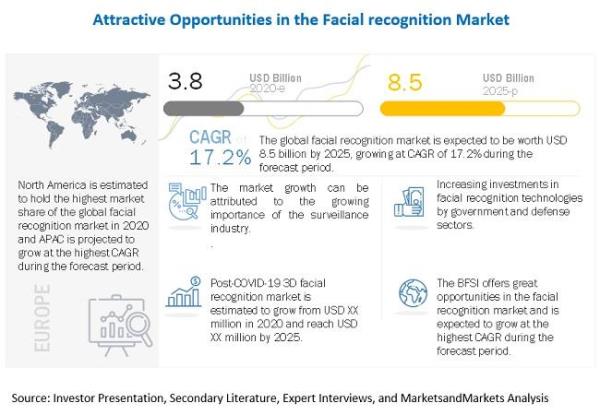 Attractive Opportunities in the Facial recognition Market
3.8
USD Billion
2020-e
8.5
USD Billion
2025-p
CAGR
17.2%
The global facial recognition market is expected to be worth USD
8.5 billion by 2025, growing at CAGR of 17.2% during the
forecast period.
North America is estimated
to hold the highest market
share of the global facial
recognition market in 2020
and APAC is projected to
grow at the highest CAGR
during the forecast period.
EUROPE
The market growth can be
attributed to the growing
importance of the surveillance
industry.
.
Increasing investments in
facial recognition technologies
by government and defense
sectors.
Post-COVID-19 3D facial
recognition market is
estimated to grow from USD XX
million in 2020 and reach USD
XX million by 2025.
The BFSI offers great
opportunities in the facial
recognition market and is
expected to grow at the
highest CAGR during the
forecast period.
Source: Investor Presentation, Secondary Literature, Expert Interviews, and MarketsandMarkets Analysis